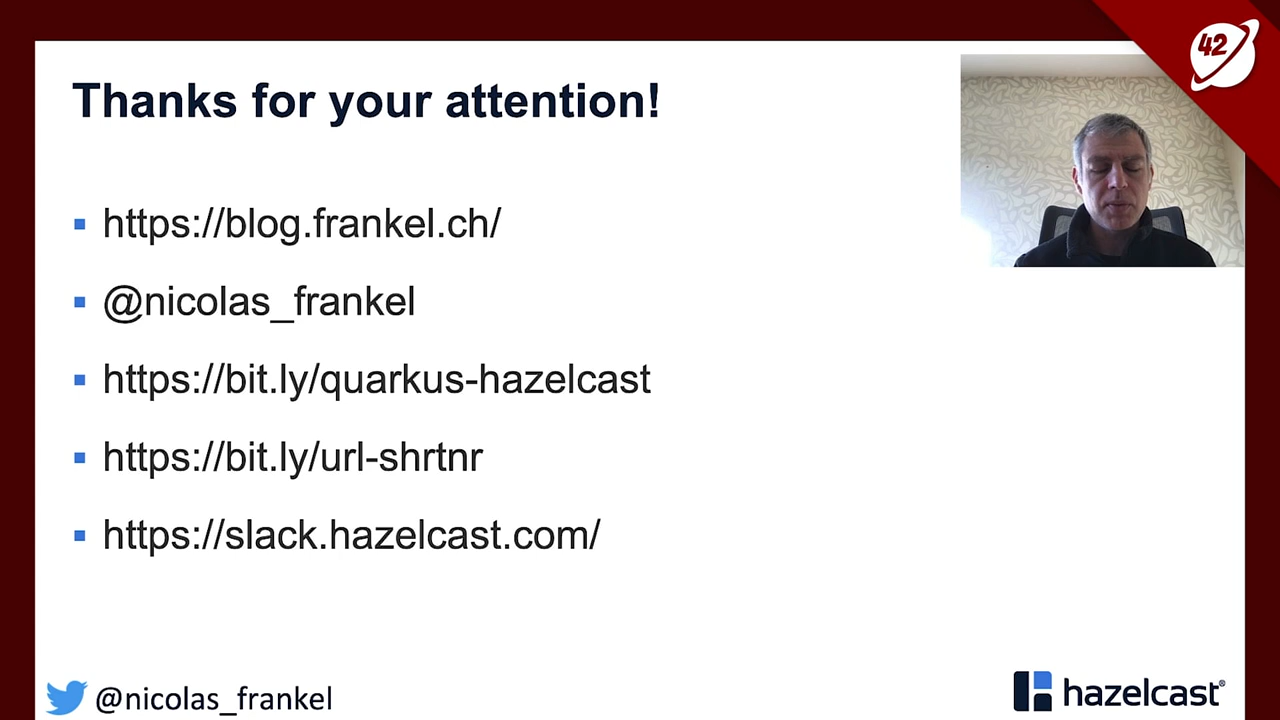 42
Thanks for your attention!
https://blog.frankel.ch/
@nicolas_frankel
https://bit.ly/quarkus-hazelcast
https://bit.ly/url-shrtnr
https://slack.hazelcast.com/
@nicolas_frankel
hazelcast®